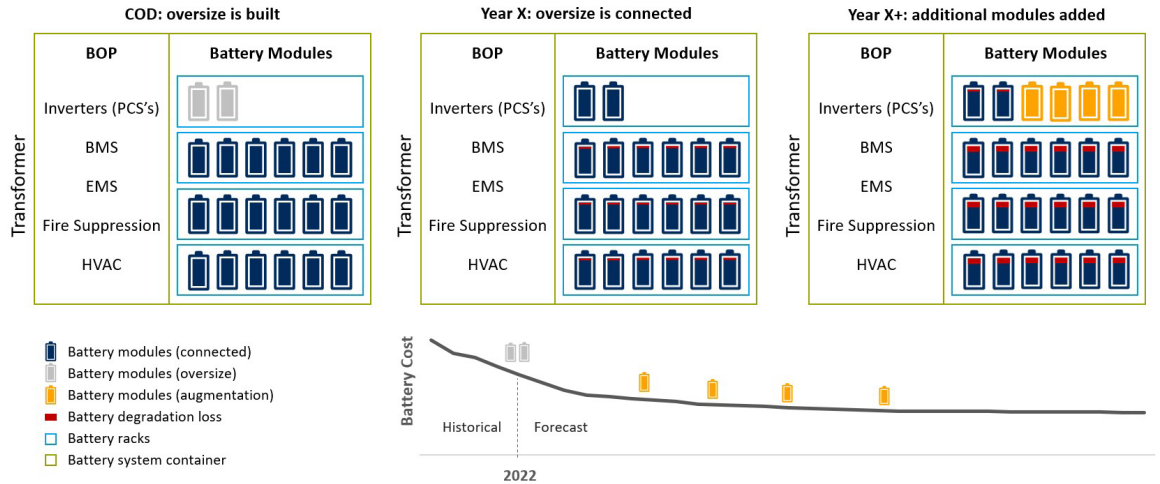 COD: oversize is built
Transformer
BOP
Battery Modules
Inverters (PCS's)
BMS
EMS
Fire Suppression
HVAC
Year X: oversize is connected
Transformer
BOP
Battery Modules
Inverters (PCS's)
BMS
EMS
Fire Suppression
HVAC
Year X+: additional modules added
Transformer
BOP
Battery Modules
Inverters (PCS's)
BMS
EMS
Fire Suppression
HVAC
Battery modules (connected)
Battery modules (oversize)
Battery modules (augmentation)
Battery degradation loss
Battery racks
Battery system container
Battery Cost
Historical
Forecast
2022